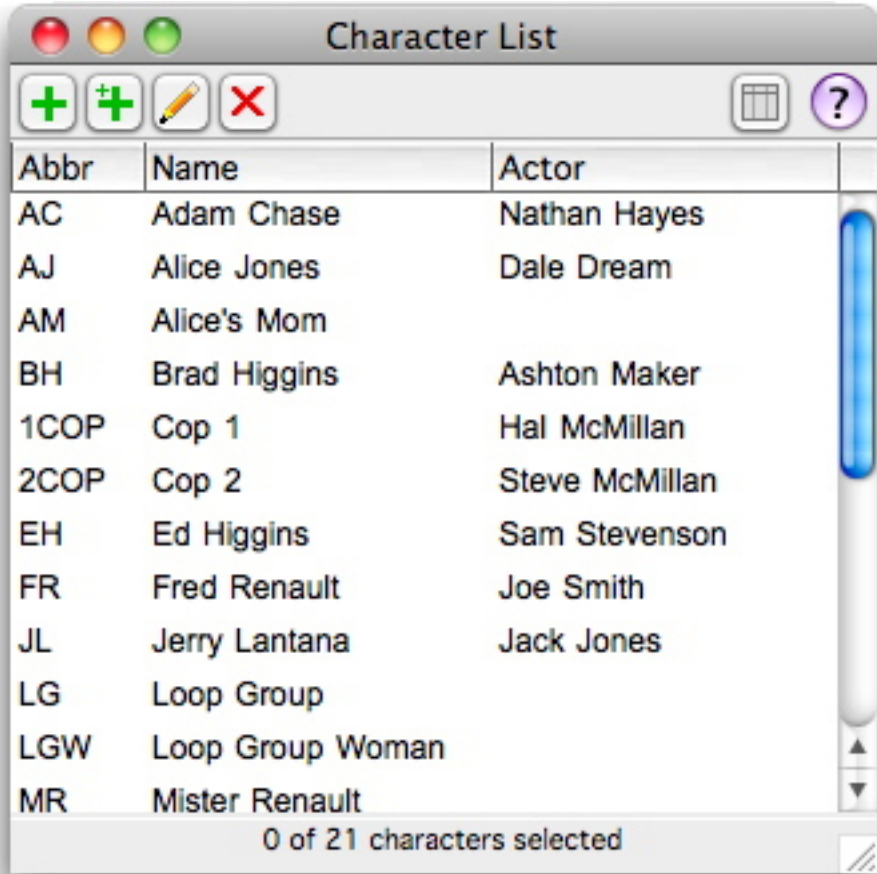 Character List
?
Abbr Name Actor
AC Adam Chase Nathan Hayes
AJ Alice Jones Dale Dream
AM Alice's Mom
BH Brad Higgins Ashton Maker
1COP Cop 1 Hal McMillan
2COP Cop 2 Steve McMillan
EH Ed Higgins Sam Stevenson
FR Fred Renault Joe Smith
JL Jerry Lantana Jack Jones
LG Loop Group
LGW Loop Group Woman
MR Mister Renault
0 of 21 characters selected